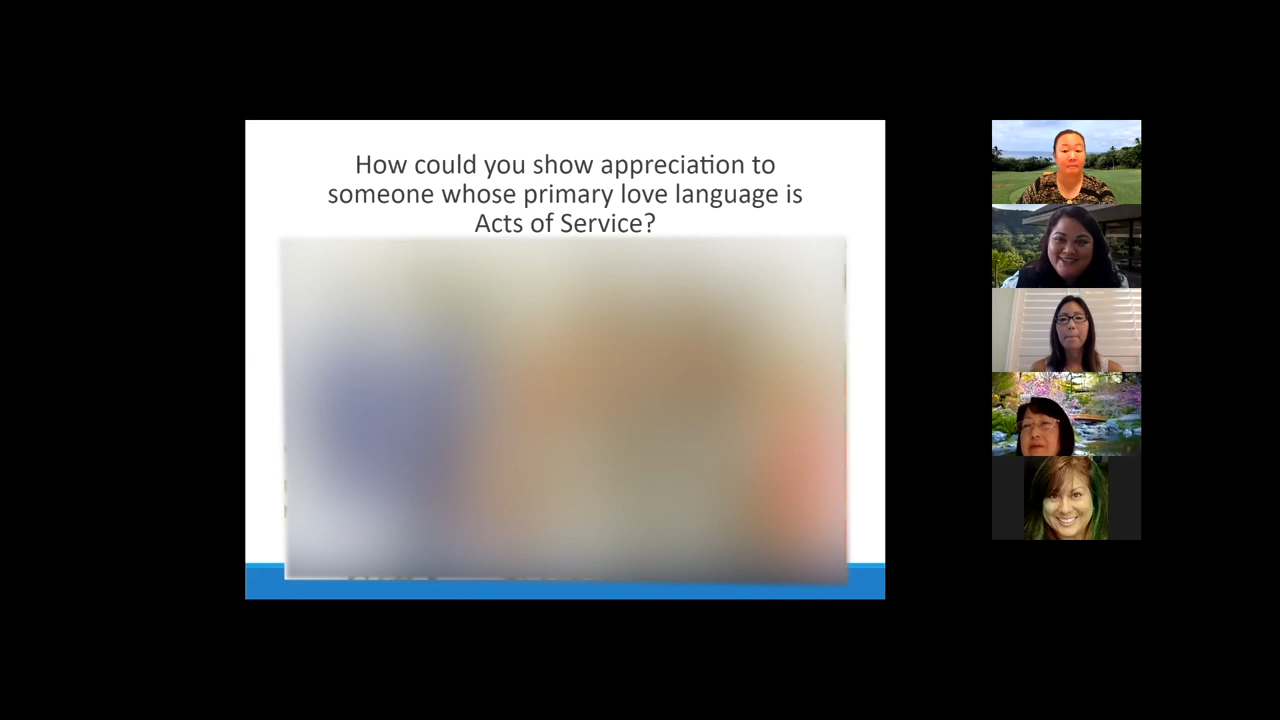 How could you show appreciation to
someone whose primary love language is
Acts of Service?